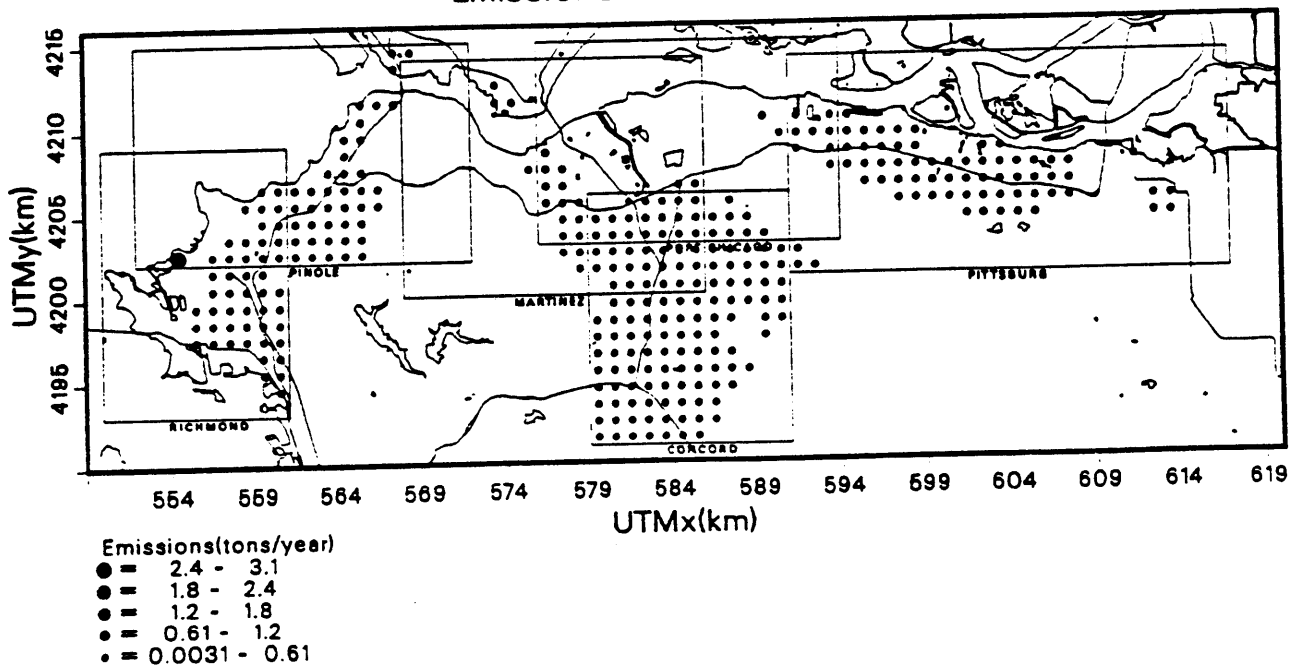 4215
4210
4205
4200
4195
UTMy(km)
PINOLE
MARTINEZ
PITTSBURG
RICHMOND
CORCORD
554 559 564 569 574 579 584 589 594 599 604 609 614 619
UTMx(km)
Emissions(tons/year)
= 2.4 - 3.1
= 1.8 - 2.4
= 1.2 - 1.8
= 0.61 - 1.2
= 0.0031 - 0.61